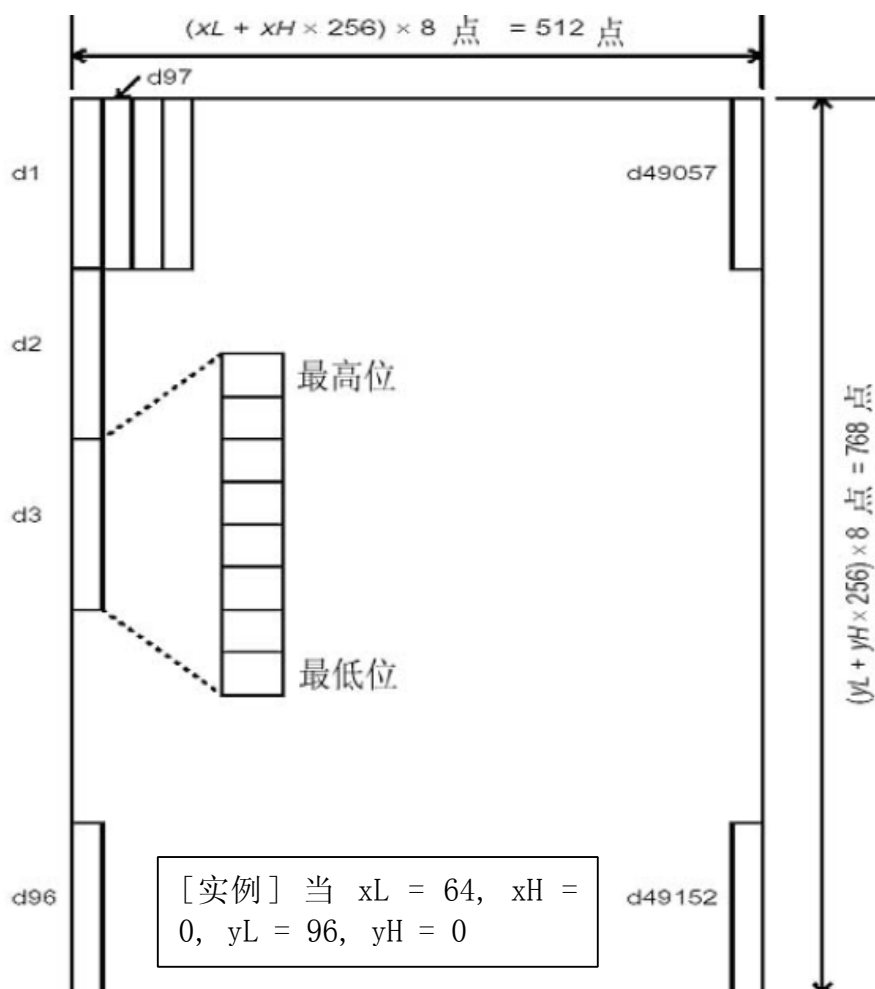 (xL + xH × 256) × 8 点 = 512 点
d97
d1
d49057
d2
最高位
d3
(yL + yH × 256) × 8 点 = 768 点
最低位
d96
[实例] 当 xL = 64, xH =
0, yL = 96, yH = 0
d49152